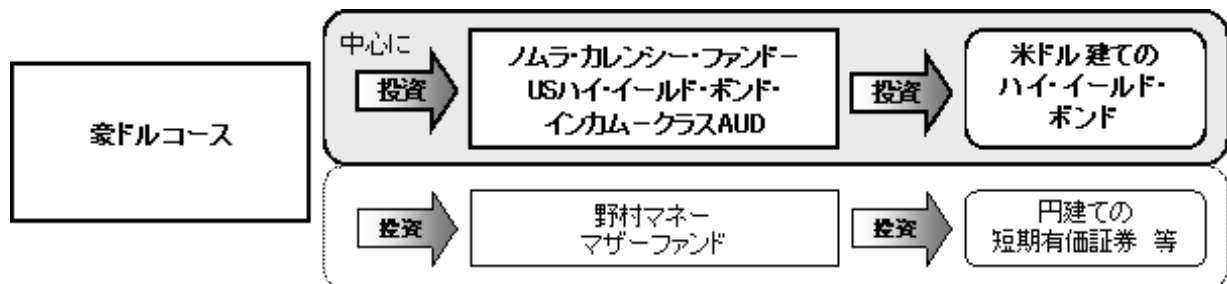 豪ドルコース
中心に
投資
ノムラ・カレンシー・ファンドー
USハイ・イールド・ボンド・
インカムークラスAUD
投資
米ドル建ての
ハイ・イールド・
ボンド
投資
野村マネー
マザーファンド
投資
円建ての
短期有価証券 等